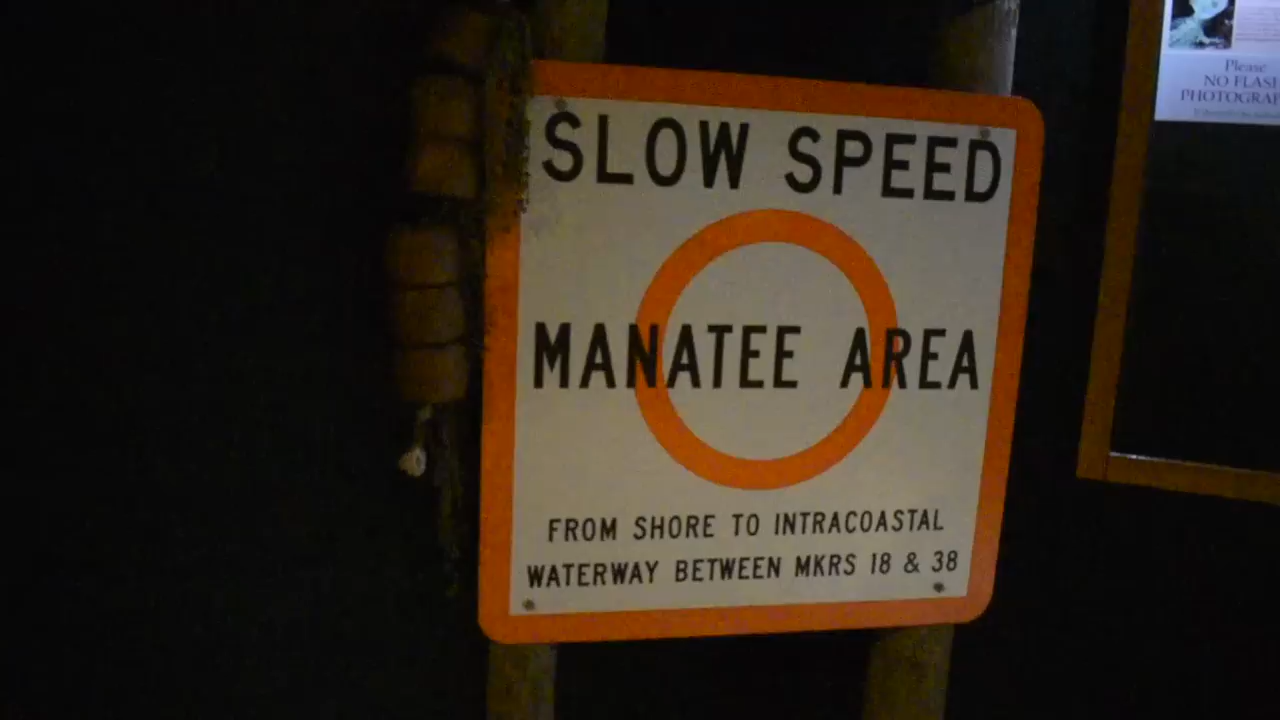 SLOW SPEED
MANATEE AREA
FROM SHORE TO INTRACOASTAL
WATERWAY BETWEEN MKRS 18 & 38
Please
NO FLASH